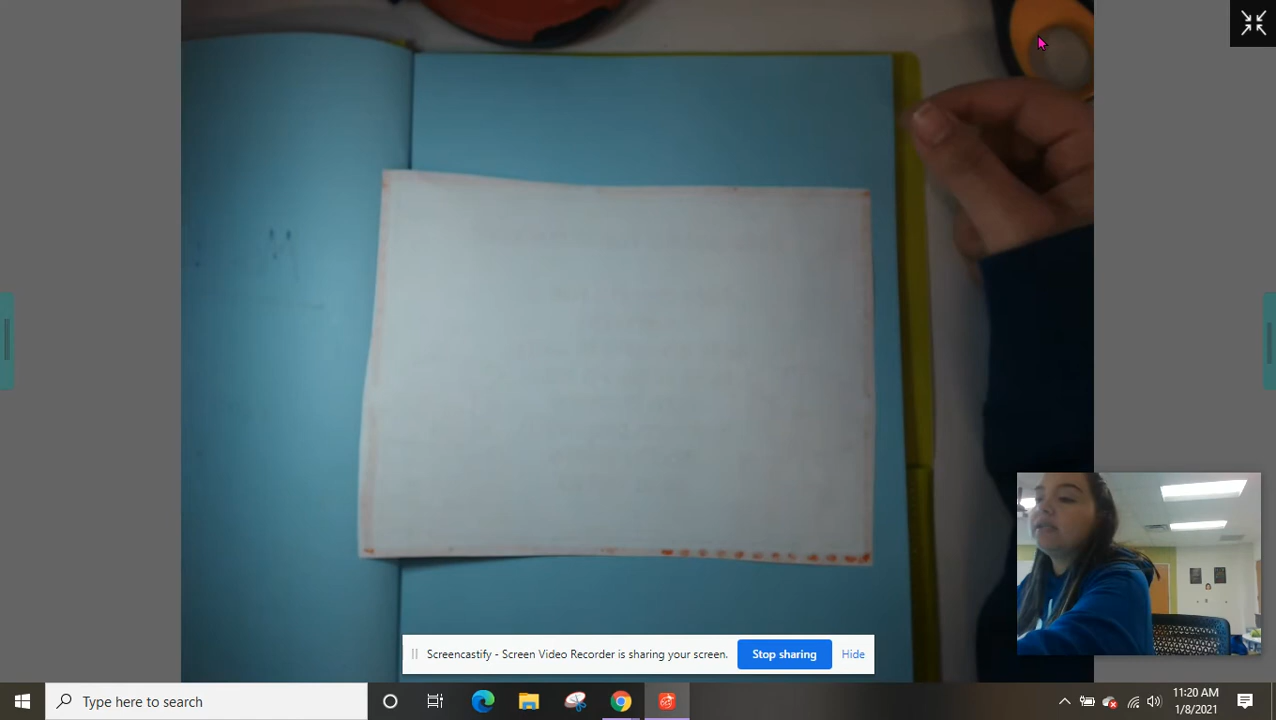 Screencastify - Screen Video Recorder is sharing your screen.
Stop sharing
Hide
Type here to search
11:20 AM
1/8/2021